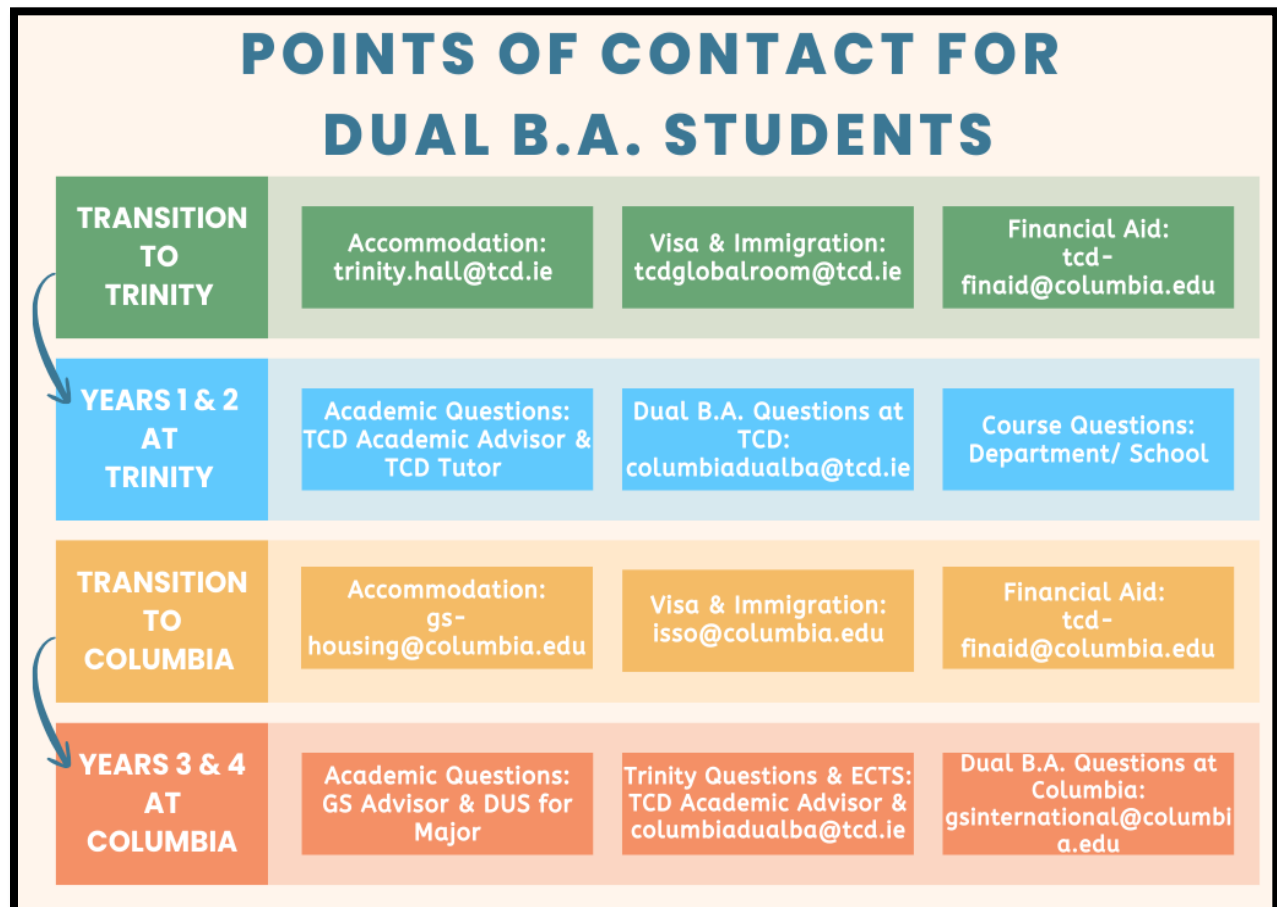 POINTS OF CONTACT FOR
DUAL B.A. STUDENTS
TRANSITION
TO
TRINITY
Accommodation:
trinity.hall@tcd.ie
Visa & Immigration:
tcdglobalroom@tcd.ie
Financial Aid:
tcd-
finaid@columbia.edu
YEARS 1 & 2
AT
TRINITY
Academic Questions:
TCD Academic Advisor &
TCD Tutor
Dual B.A. Questions at
TCD:
columbiadualba@tcd.ie
Course Questions:
Department/ School
TRANSITION
TO
COLUMBIA
Accommodation:
gs-
housing@columbia.edu
Visa & Immigration:
isso@columbia.edu
Financial Aid:
tcd-
finaid@columbia.edu
YEARS 3 & 4
AT
COLUMBIA
Academic Questions:
GS Advisor & DUS for
Major
Trinity Questions & ECTS:
TCD Academic Advisor &
columbiadualba@tcd.ie
Dual B.A. Questions at
Columbia:
gsinternational@columbi
a.edu